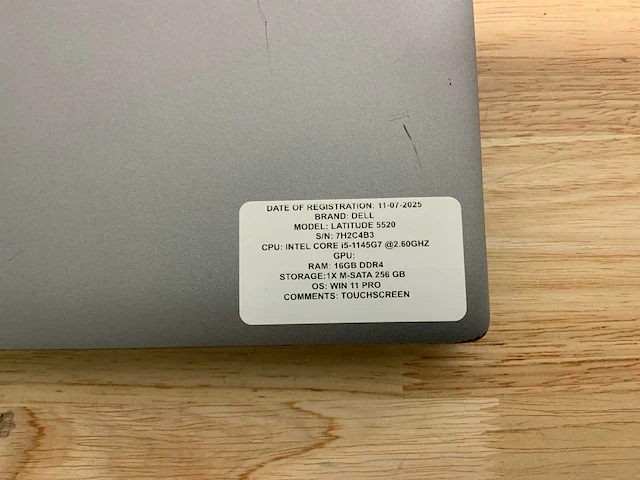 DATE OF REGISTRATION: 11-07-2025
BRAND: DELL
MODEL: LATITUDE 5520
S/N: 7H2C4B3
CPU: INTEL CORE i5-1145G7 @2.60GHZ
GPU:
RAM: 16GB DDR4
STORAGE:1X M-SATA 256 GB
OS: WIN 11 PRO
COMMENTS: TOUCHSCREEN